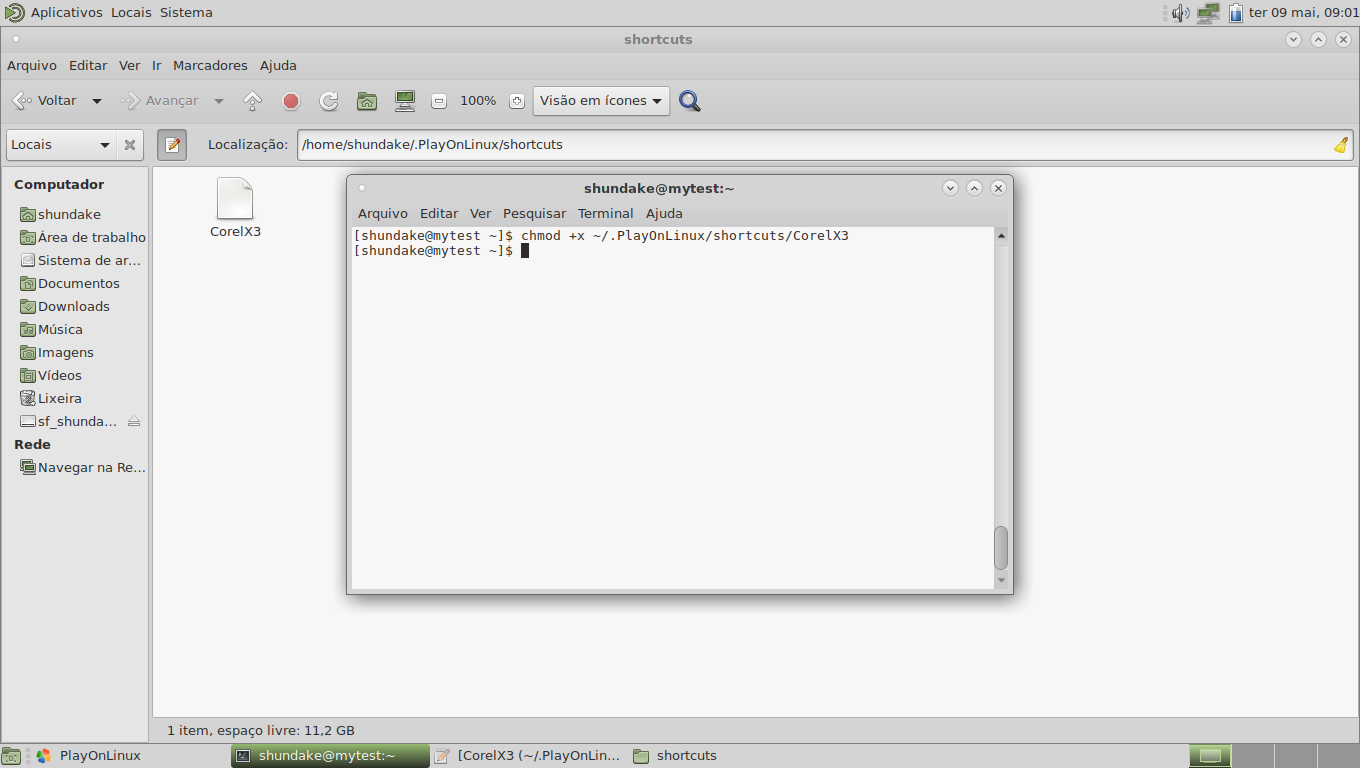 Aplicativos Locais Sistema
ter 09 mai, 09:01
shortcuts
Arquivo Editar Ver Ir Marcadores Ajuda
Voltar Avançar 100% Visão em ícones
Locais Localização: /home/shundake/.PlayOnLinux/shortcuts
Computador
shundake
Área de trabalho
Sistema de ar...
Documentos
Downloads
Música
Imagens
Vídeos
Lixeira
sf_shunda...
Rede
Navegar na Re...
CorelX3
shundake@mytest:~
Arquivo Editar Ver Pesquisar Terminal Ajuda
[shundake@mytest ~]$ chmod +x ~/.PlayOnLinux/shortcuts/CorelX3
[shundake@mytest ~]$
1 item, espaço livre: 11,2 GB
PlayOnLinux shundake@mytest:~ [CorelX3 (~/.PlayOnLin... shortcuts